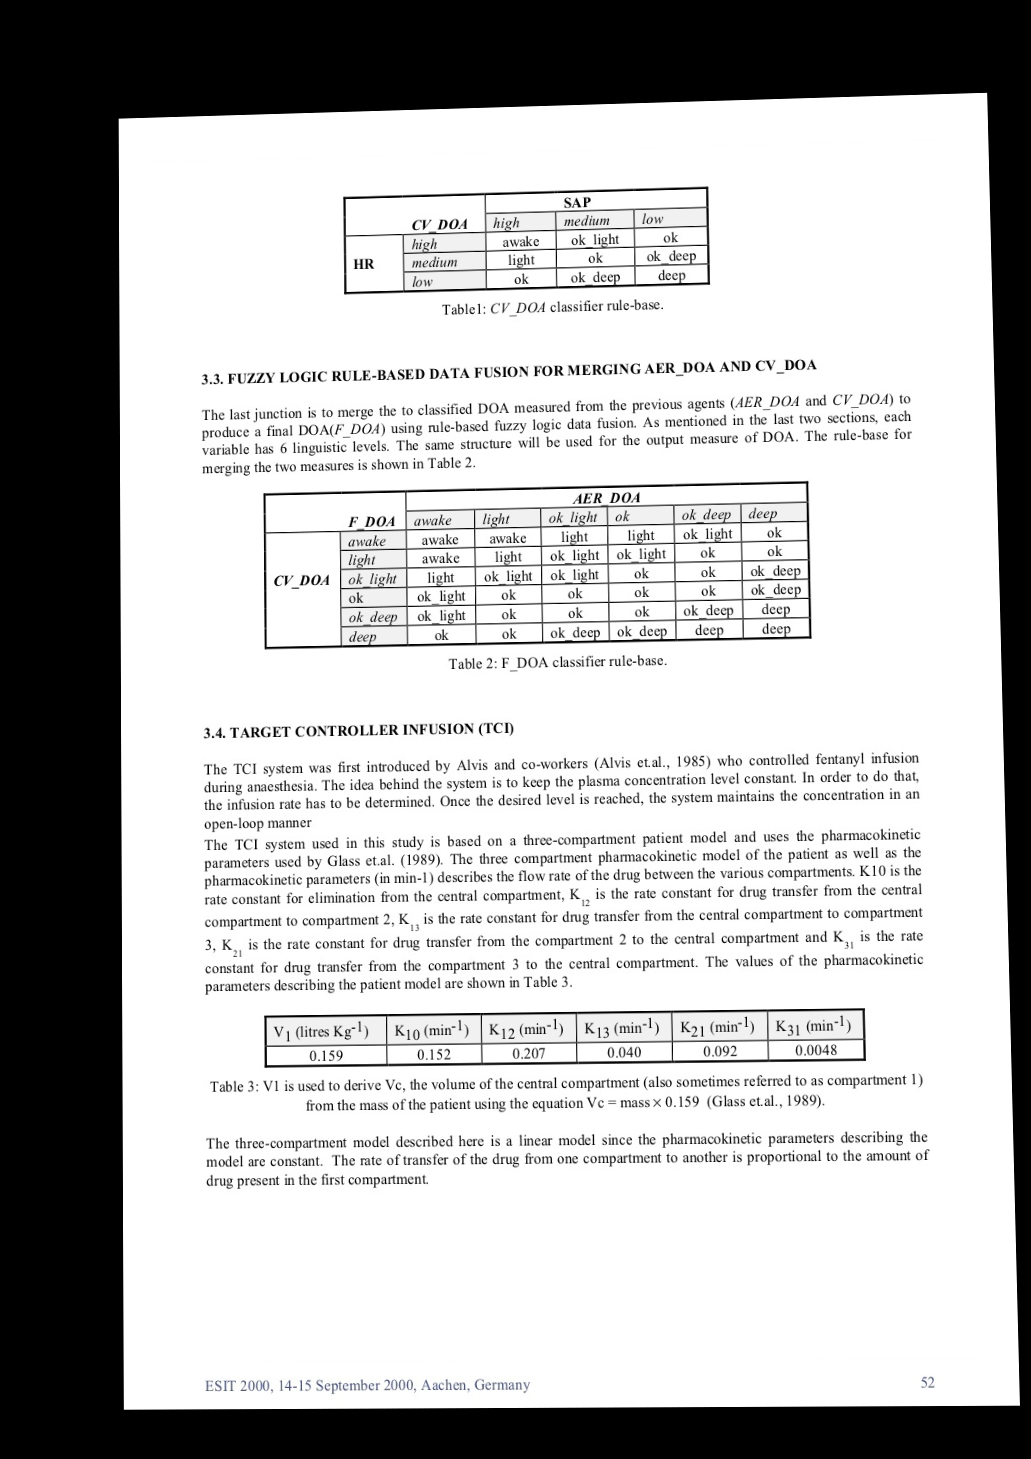 SAP
CV_DOA high medium low
HR high awake ok_light ok
medium light ok ok_deep
low ok ok_deep deep
Table1: CV_DOA classifier rule-base.
3.3. FUZZY LOGIC RULE-BASED DATA FUSION FOR MERGING AER_DOA AND CV_DOA
The last junction is to merge the to classified DOA measured from the previous agents (AER_DOA and CV_DOA) to
produce a final DOA(F_DOA) using rule-based fuzzy logic data fusion. As mentioned in the last two sections, each
variable has 6 linguistic levels. The same structure will be used for the output measure of DOA. The rule-base for
merging the two measures is shown in Table 2.
AER_DOA
F_DOA awake light ok_light ok ok_deep deep
awake awake awake light light ok_light ok
light awake light ok_light ok_light ok ok
CV_DOA ok_light light ok_light ok_light ok ok ok_deep
ok ok_light ok ok ok ok ok_deep
ok_deep ok_light ok ok ok ok_deep deep
deep ok ok ok_deep ok_deep deep deep
Table 2: F_DOA classifier rule-base.
3.4. TARGET CONTROLLER INFUSION (TCI)
The TCI system was first introduced by Alvis and co-workers (Alvis et.al., 1985) who controlled fentanyl infusion
during anaesthesia. The idea behind the system is to keep the plasma concentration level constant. In order to do that,
the infusion rate has to be determined. Once the desired level is reached, the system maintains the concentration in an
open-loop manner
The TCI system used in this study is based on a three-compartment patient model and uses the pharmacokinetic
parameters used by Glass et.al. (1989). The three compartment pharmacokinetic model of the patient as well as the
pharmacokinetic parameters (in min-1) describes the flow rate of the drug between the various compartments. K10 is the
rate constant for elimination from the central compartment, K12 is the rate constant for drug transfer from the central
compartment to compartment 2, K13 is the rate constant for drug transfer from the central compartment to compartment
3, K21 is the rate constant for drug transfer from the compartment 2 to the central compartment and K31 is the rate
constant for drug transfer from the compartment 3 to the central compartment. The values of the pharmacokinetic
parameters describing the patient model are shown in Table 3.
V1 (litres Kg-1) K10 (min-1) K12 (min-1) K13 (min-1) K21 (min-1) K31 (min-1)
0.159 0.152 0.207 0.040 0.092 0.0048
Table 3: V1 is used to derive Vc, the volume of the central compartment (also sometimes referred to as compartment 1)
from the mass of the patient using the equation Vc = mass × 0.159 (Glass et.al., 1989).
The three-compartment model described here is a linear model since the pharmacokinetic parameters describing the
model are constant. The rate of transfer of the drug from one compartment to another is proportional to the amount of
drug present in the first compartment.
ESIT 2000, 14-15 September 2000, Aachen, Germany 52